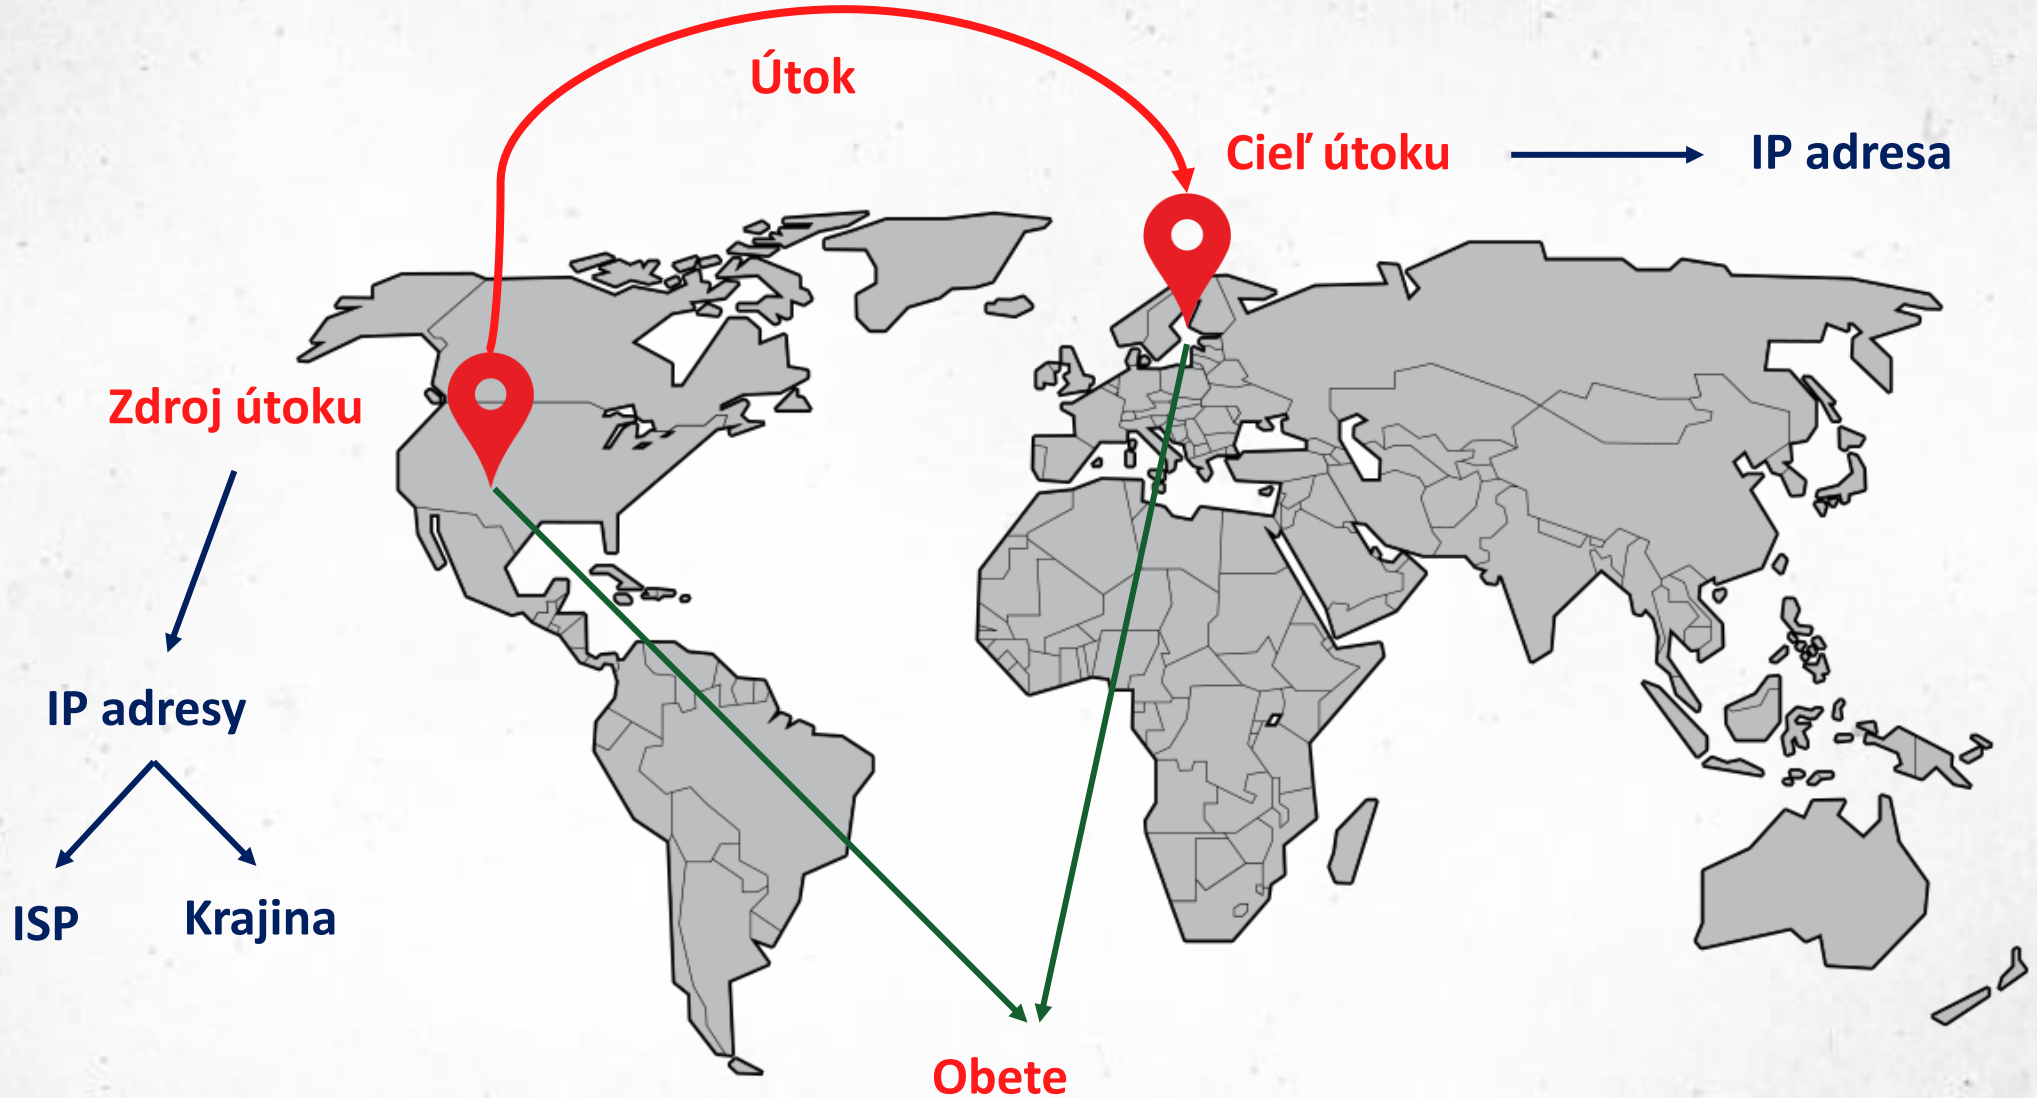 Útok
Cieľ útoku
IP adresa
Zdroj útoku
IP adresy
ISP
Krajina
Obete